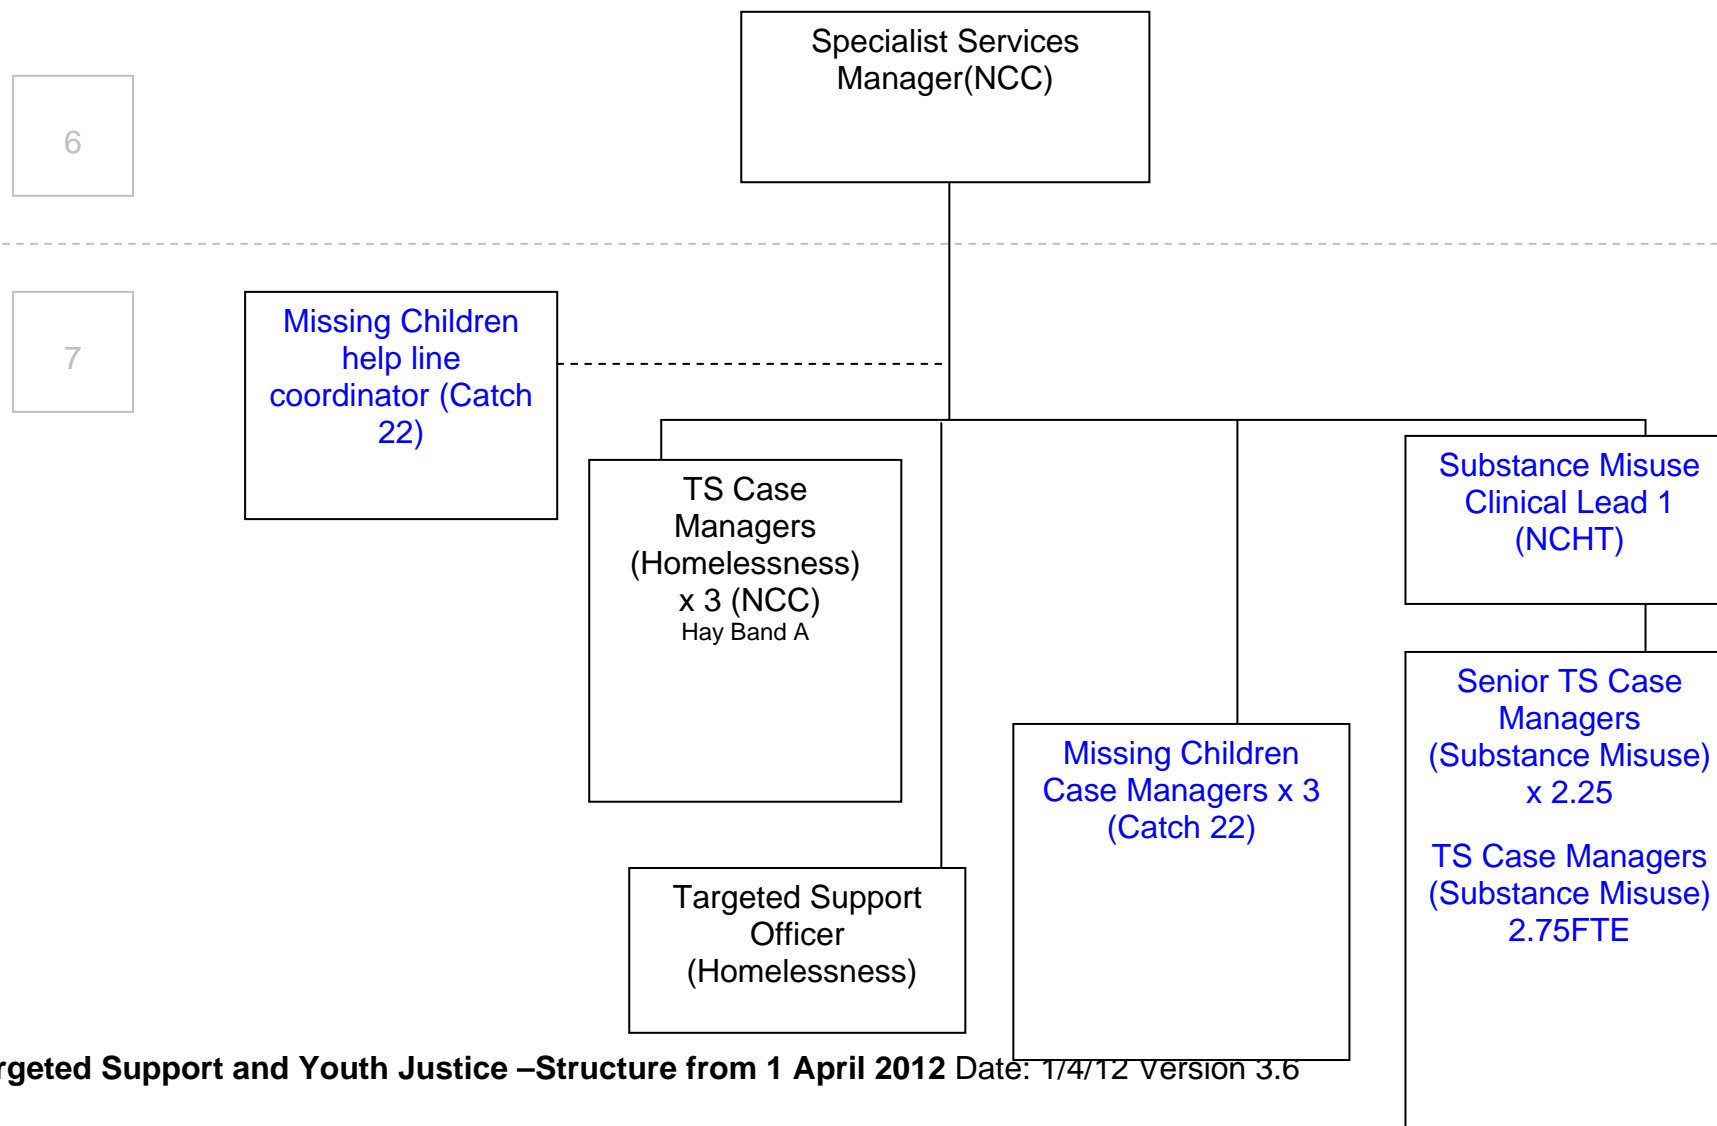 Specialist Services
Manager(NCC)
6
7
Missing Children
help line
coordinator (Catch
22)
TS Case
Managers
(Homelessness)
x 3 (NCC)
Hay Band A
Substance Misuse
Clinical Lead 1
(NCHT)
Senior TS Case
Managers
(Substance Misuse)
x 2.25
TS Case Managers
(Substance Misuse)
2.75FTE
Missing Children
Case Managers x 3
(Catch 22)
Targeted Support
Officer
(Homelessness)
rgeted Support and Youth Justice –Structure from 1 April 2012 Date: 1/4/12 Version 3.6